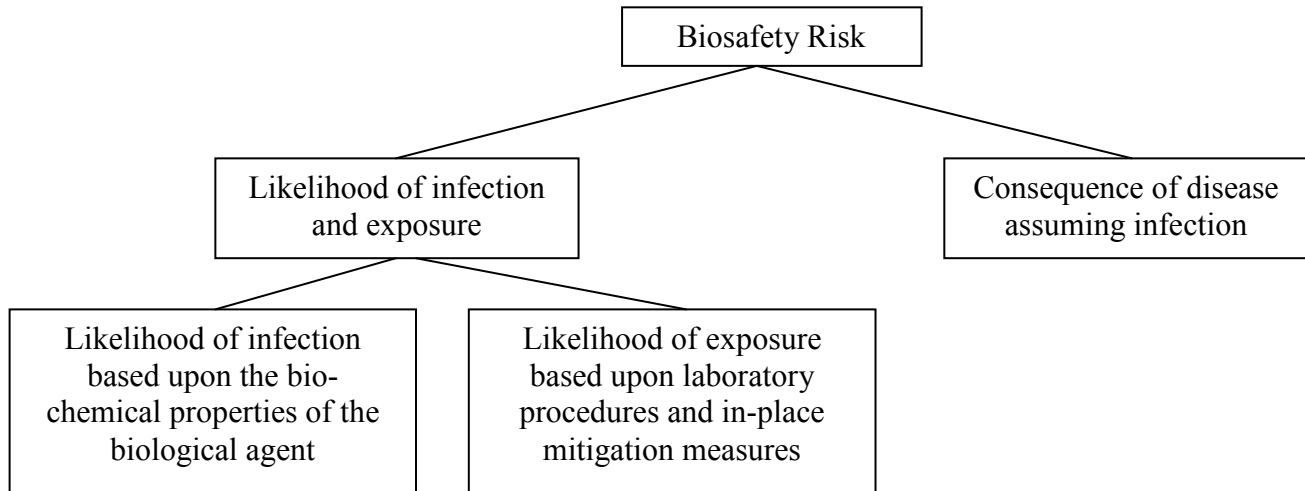 Biosafety Risk
Likelihood of infection
and exposure
Consequence of disease
assuming infection
Likelihood of infection
based upon the bio-
chemical properties of the
biological agent
Likelihood of exposure
based upon laboratory
procedures and in-place
mitigation measures